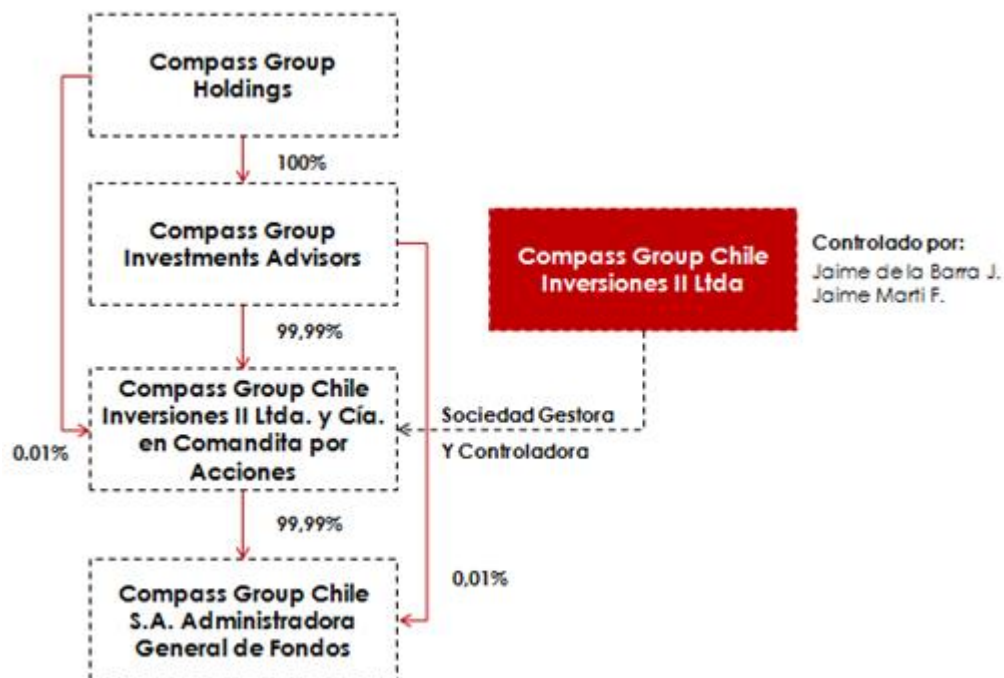 Compass Group
Holdings
100%
Compass Group
Investments Advisors
Compass Group Chile
Inversiones II Ltda
Controlado por:
Jaime de la Barra J.
Jaime Marti F.
99,99%
Compass Group Chile
Inversiones II Ltda. y Cía.
en Comandita por
Acciones
Sociedad Gestora
Y Controladora
0.01%
99,99%
0,01%
Compass Group Chile
S.A. Administradora
General de Fondos